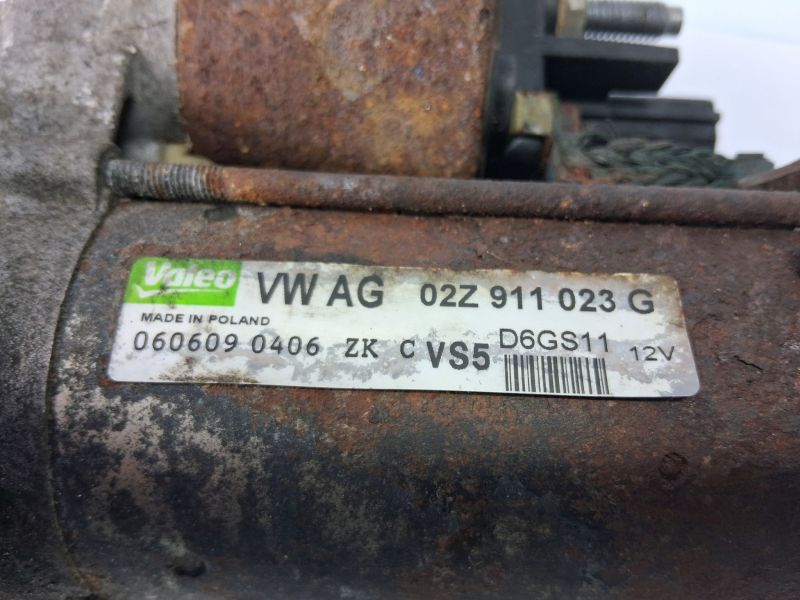 Valeo VW AG 02Z 911 023 G
MADE IN POLAND
060609 0406 ZK C VS5 D6GS11 12V